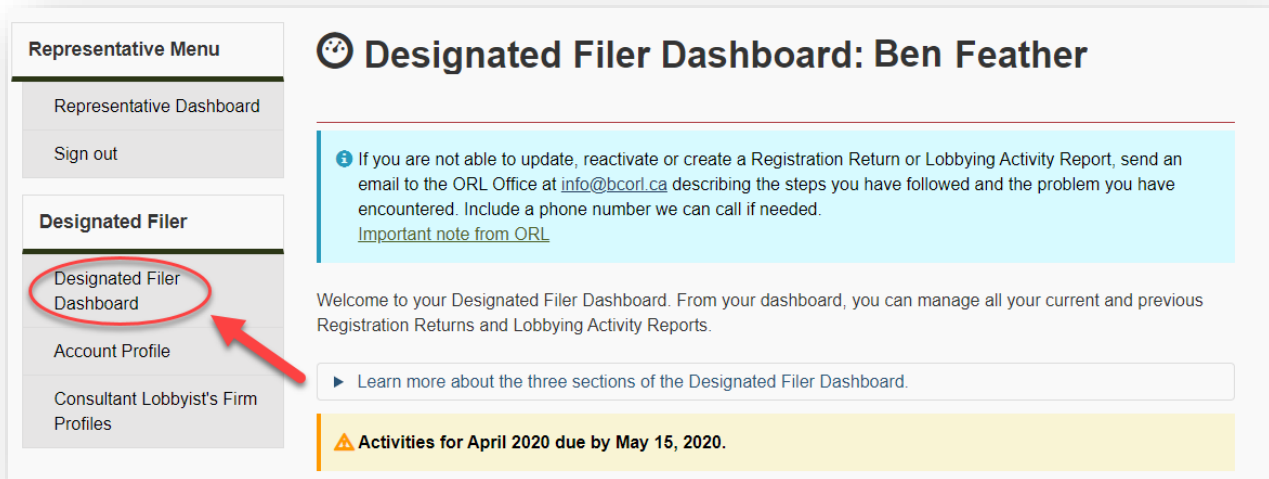 Representative Menu
Representative Dashboard
Sign out
Designated Filer
Designated Filer
Dashboard
Account Profile
Consultant Lobbyist's Firm
Profiles
Designated Filer Dashboard: Ben Feather
If you are not able to update, reactivate or create a Registration Return or Lobbying Activity Report, send an
email to the ORL Office at info@bcorl.ca describing the steps you have followed and the problem you have
encountered. Include a phone number we can call if needed.
Important note from ORL
Welcome to your Designated Filer Dashboard. From your dashboard, you can manage all your current and previous
Registration Returns and Lobbying Activity Reports.
Learn more about the three sections of the Designated Filer Dashboard.
Activities for April 2020 due by May 15, 2020.